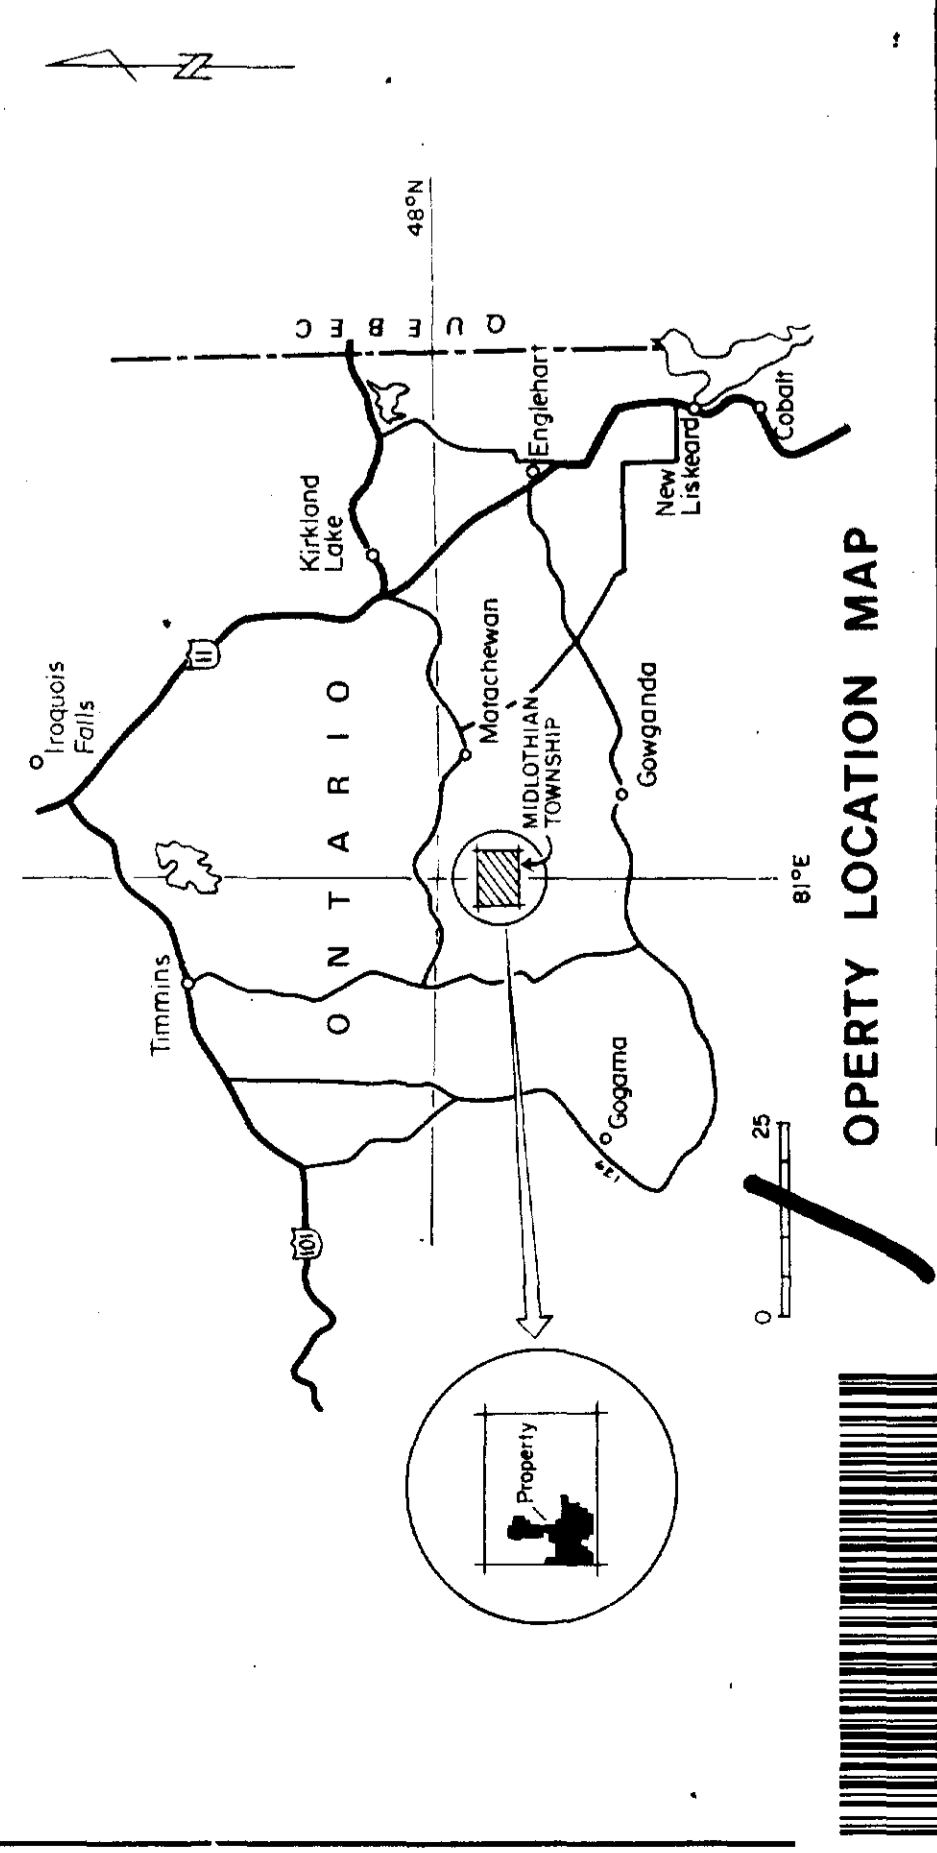 N
Iroquois
Falls
11
Timmins
Kirkland
Lake
101
ONTARIO
QUEBEC
48°N
Matachewan
Englehart
MIDLOTHIAN
TOWNSHIP
Property
Gowganda
Gogama
129
New
Liskeard
Cobalt
81°E
0 25
OPERTY LOCATION MAP